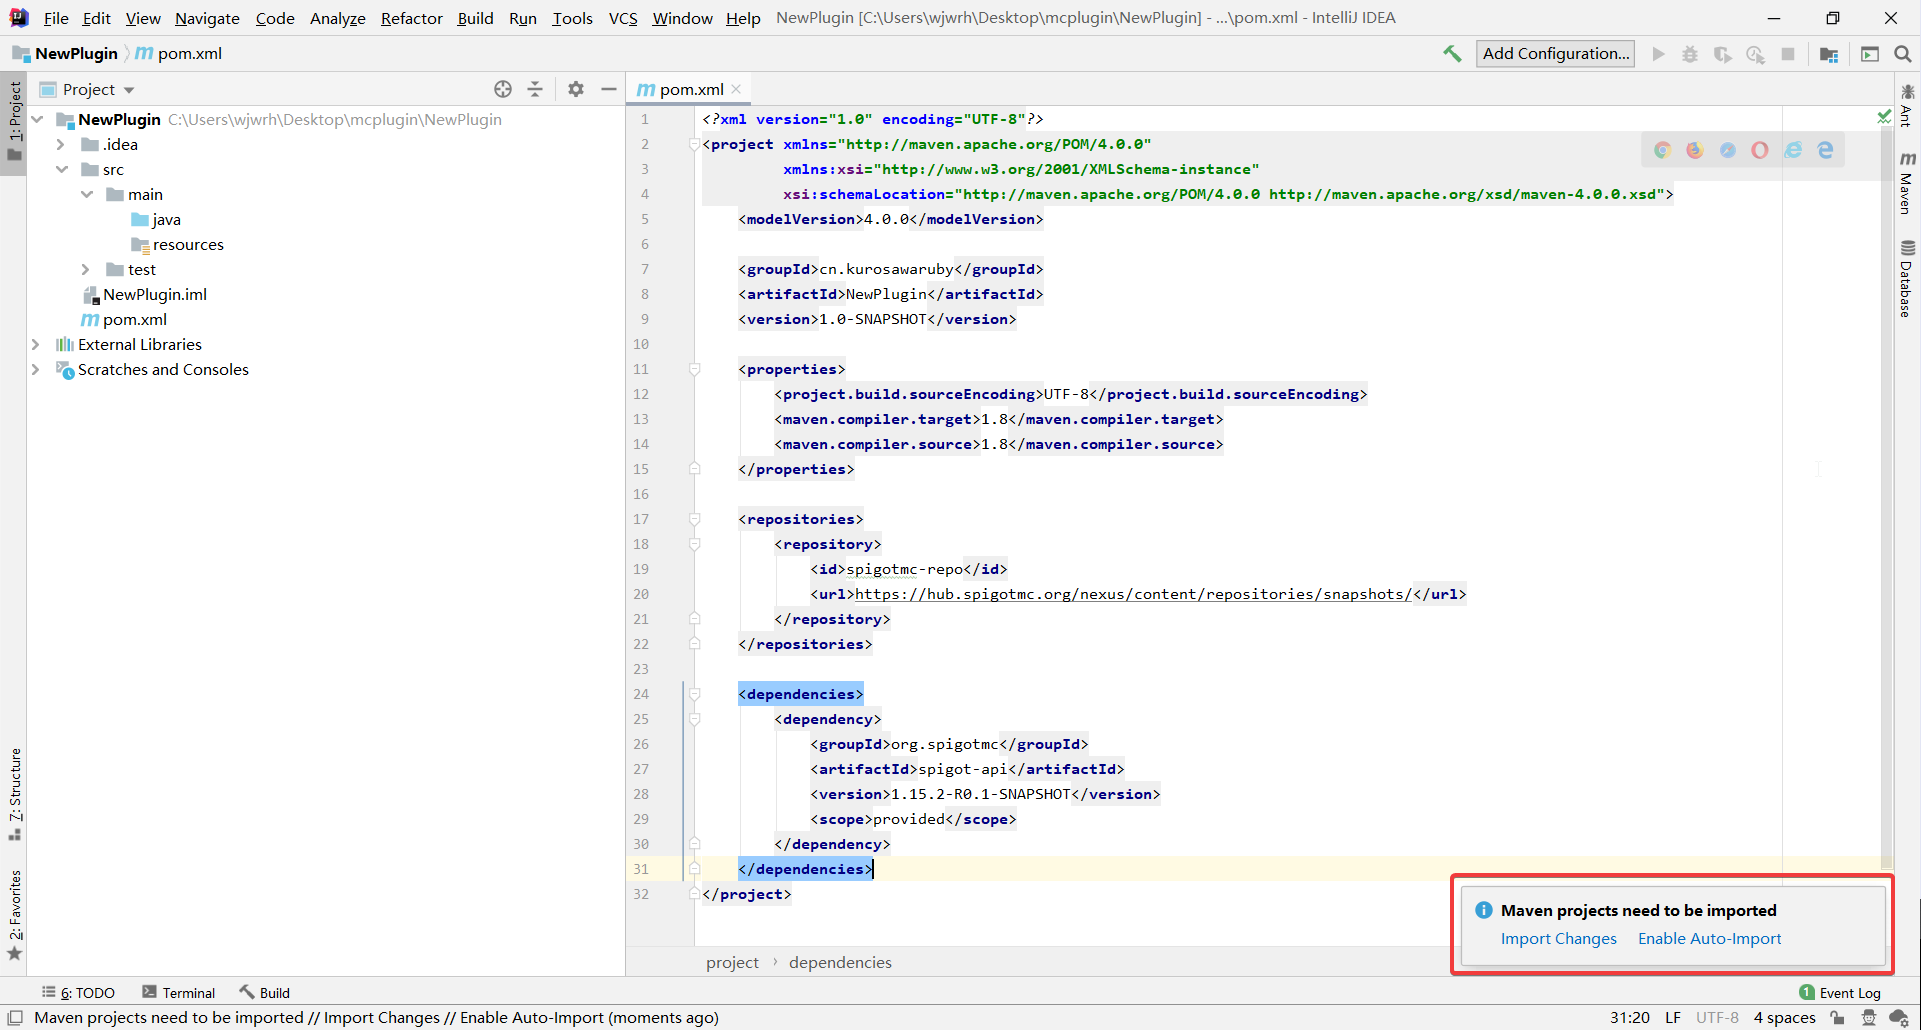 File Edit View Navigate Code Analyze Refactor Build Run Tools VCS Window Help NewPlugin [C:\Users\wjwrh\Desktop\mcplugin\NewPlugin] - ...\pom.xml - IntelliJ IDEA
NewPlugin m pom.xml Add Configuration...
1: Project
Project
m pom.xml
NewPlugin C:\Users\wjwrh\Desktop\mcplugin\NewPlugin
.idea
src
main
java
resources
test
NewPlugin.iml
m pom.xml
External Libraries
Scratches and Consoles
7: Structure
2: Favorites
1 <?xml version="1.0" encoding="UTF-8"?>
2 <project xmlns="http://maven.apache.org/POM/4.0.0"
3 xmlns:xsi="http://www.w3.org/2001/XMLSchema-instance"
4 xsi:schemaLocation="http://maven.apache.org/POM/4.0.0 http://maven.apache.org/xsd/maven-4.0.0.xsd">
5 <modelVersion>4.0.0</modelVersion>
6
7 <groupId>cn.kurosawaruby</groupId>
8 <artifactId>NewPlugin</artifactId>
9 <version>1.0-SNAPSHOT</version>
10
11 <properties>
12 <project.build.sourceEncoding>UTF-8</project.build.sourceEncoding>
13 <maven.compiler.target>1.8</maven.compiler.target>
14 <maven.compiler.source>1.8</maven.compiler.source>
15 </properties>
16
17 <repositories>
18 <repository>
19 <id>spigotmc-repo</id>
20 <url>https://hub.spigotmc.org/nexus/content/repositories/snapshots/</url>
21 </repository>
22 </repositories>
23
24 <dependencies>
25 <dependency>
26 <groupId>org.spigotmc</groupId>
27 <artifactId>spigot-api</artifactId>
28 <version>1.15.2-R0.1-SNAPSHOT</version>
29 <scope>provided</scope>
30 </dependency>
31 </dependencies>
32 </project>
Ant
m Maven
Database
Maven projects need to be imported
Import Changes Enable Auto-Import
project › dependencies
6: TODO Terminal Build 1 Event Log
Maven projects need to be imported // Import Changes // Enable Auto-Import (moments ago) 31:20 LF UTF-8 4 spaces